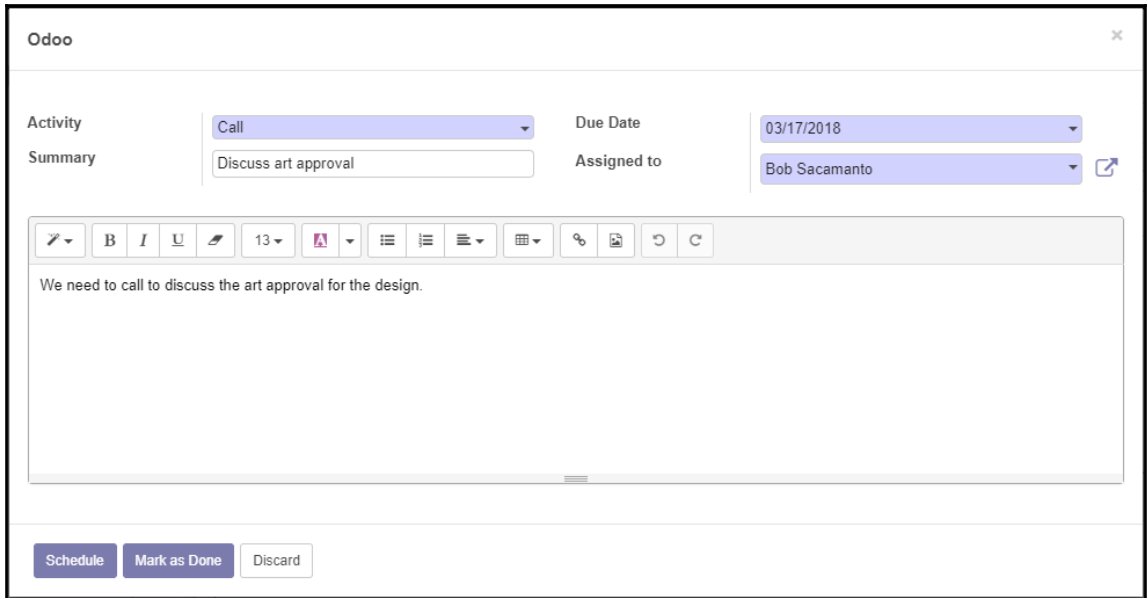 Odoo ×
Activity Call Due Date 03/17/2018
Summary Discuss art approval Assigned to Bob Sacamanto
B I U 13 A
We need to call to discuss the art approval for the design.
Schedule Mark as Done Discard